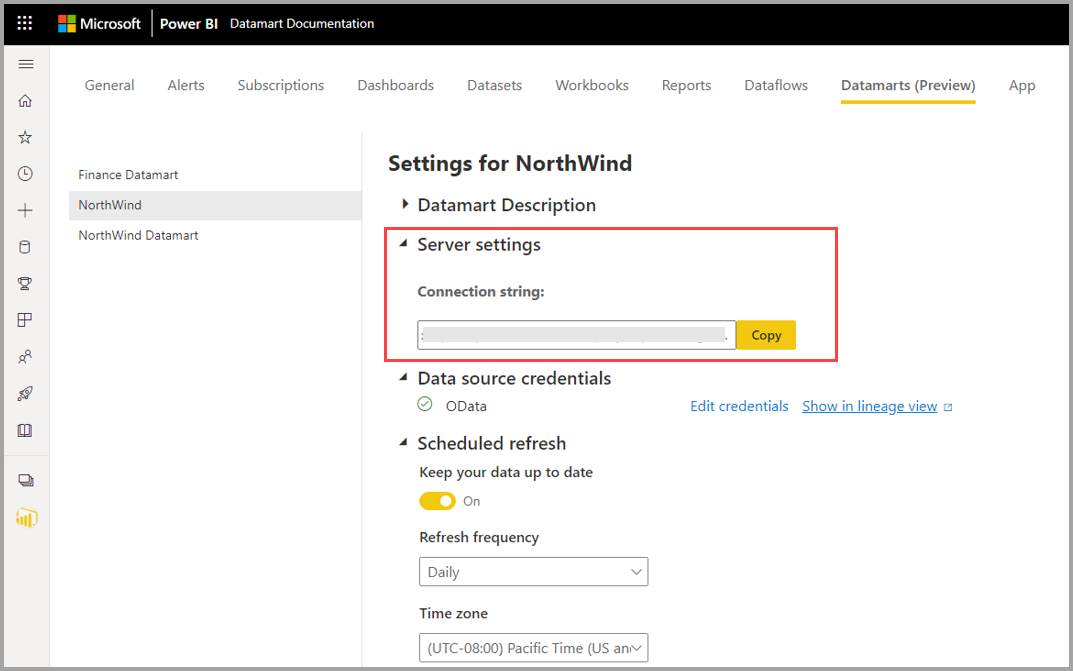 Microsoft Power BI Datamart Documentation
General Alerts Subscriptions Dashboards Datasets Workbooks Reports Dataflows Datamarts (Preview) App
Finance Datamart
NorthWind
NorthWind Datamart
Settings for NorthWind
Datamart Description
Server settings
Connection string:
Copy
Data source credentials
OData Edit credentials Show in lineage view
Scheduled refresh
Keep your data up to date
On
Refresh frequency
Daily
Time zone
(UTC-08:00) Pacific Time (US an